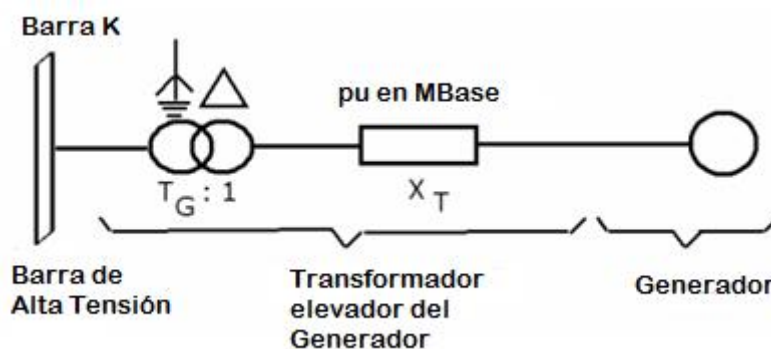 Barra K
pu en MBase
T_G : 1
X_T
Barra de
Alta Tensión
Transformador
elevador del
Generador
Generador